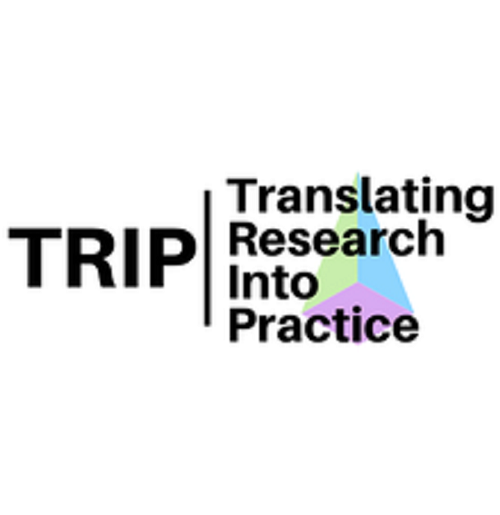 TRIP
Translating
Research
Into
Practice